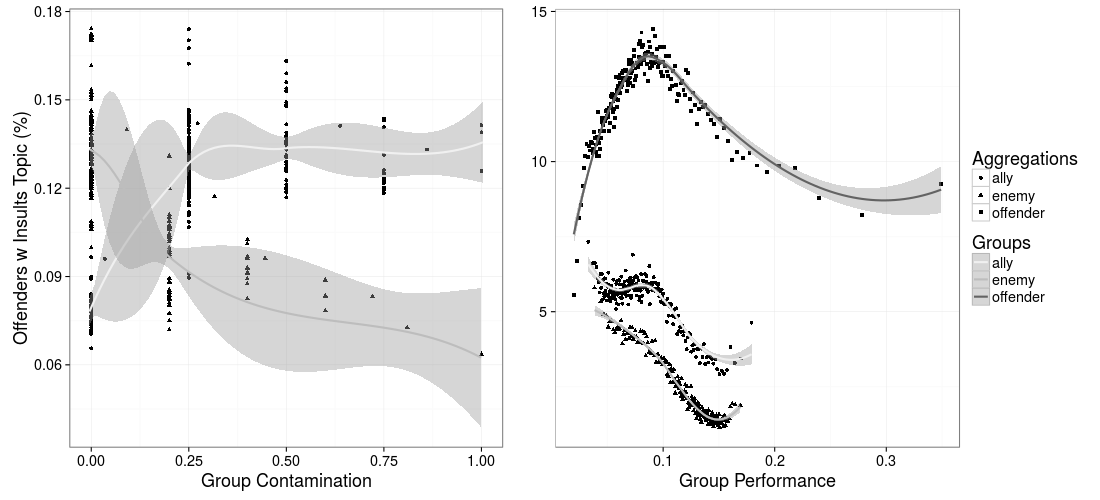 Offenders w Insults Topic (%)
0.18
0.15
0.12
0.09
0.06
0.00
0.25
0.50
0.75
1.00
Group Contamination
15
10
5
0.1
0.2
0.3
Group Performance
Aggregations
ally
enemy
offender
Groups
ally
enemy
offender